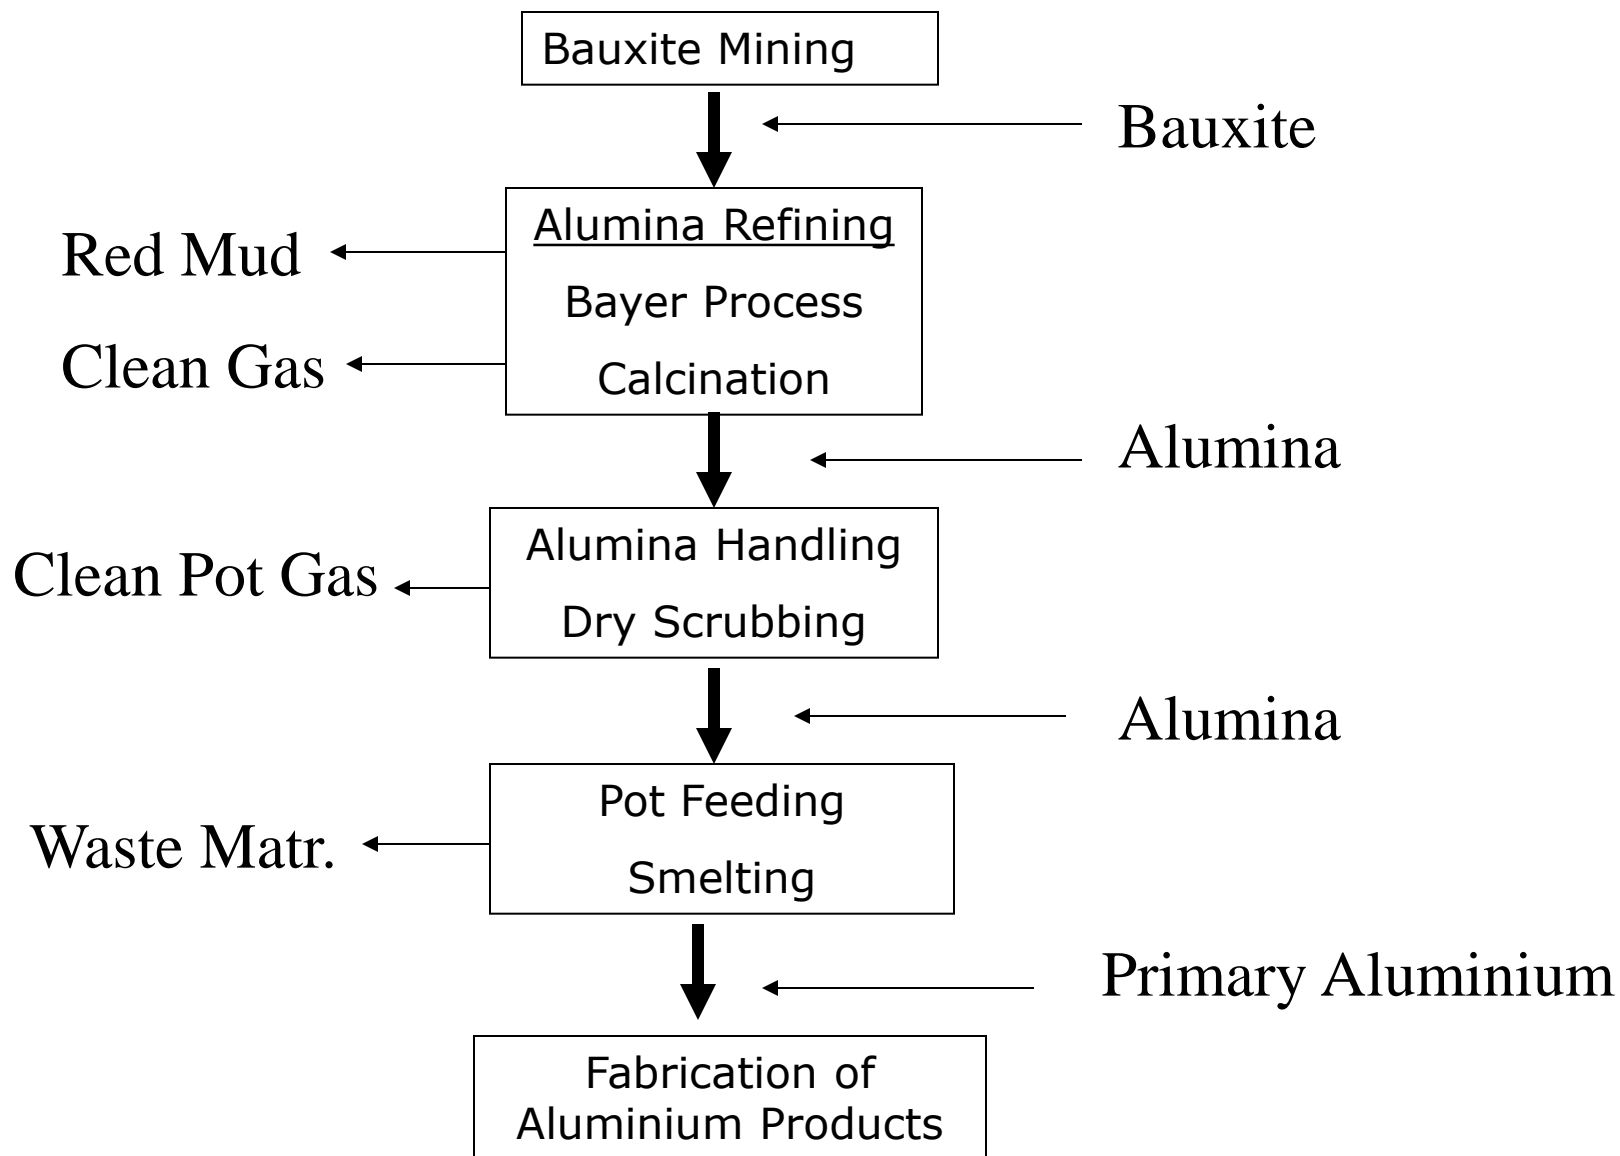 Bauxite Mining
Bauxite
Alumina Refining
Red Mud
Bayer Process
Clean Gas
Calcination
Alumina
Alumina Handling
Clean Pot Gas
Dry Scrubbing
Alumina
Pot Feeding
Waste Matr.
Smelting
Primary Aluminium
Fabrication of
Aluminium Products